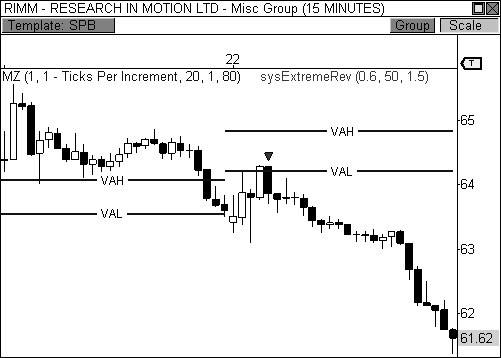 RIMM - RESEARCH IN MOTION LTD - Misc Group (15 MINUTES)
Template: SPB Group Scale
22 T
MZ (1, 1 - Ticks Per Increment, 20, 1, 80) sysExtremeRev (0.6, 50, 1.5)
65
VAH
VAL
VAH
64
VAL
63
62
61.62